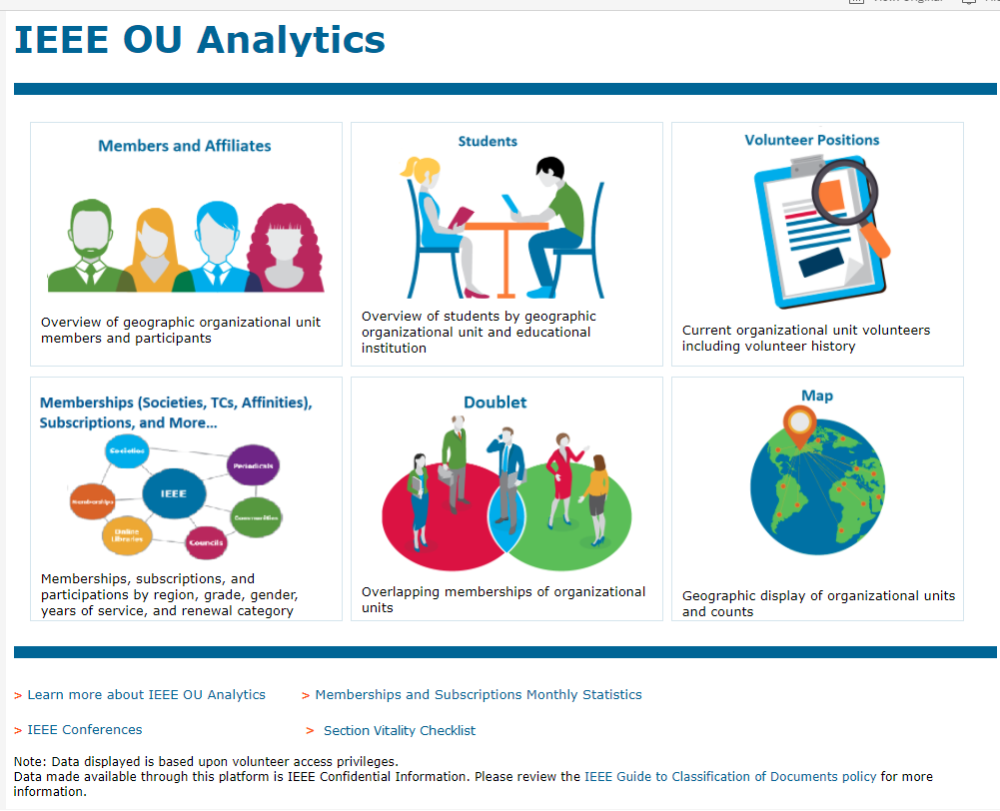 IEEE OU Analytics
Members and Affiliates
Overview of geographic organizational unit
members and participants
Students
Overview of students by geographic
organizational unit and educational
institution
Volunteer Positions
Current organizational unit volunteers
including volunteer history
Memberships (Societies, TCs, Affinities),
Subscriptions, and More...
Societies
Periodicals
IEEE
Memberships
Communities
Online
Libraries
Councils
Memberships, subscriptions, and
participations by region, grade, gender,
years of service, and renewal category
Doublet
Overlapping memberships of organizational
units
Map
Geographic display of organizational units
and counts
> Learn more about IEEE OU Analytics
> Memberships and Subscriptions Monthly Statistics
> IEEE Conferences
> Section Vitality Checklist
Note: Data displayed is based upon volunteer access privileges.
Data made available through this platform is IEEE Confidential Information. Please review the IEEE Guide to Classification of Documents policy for more
information.